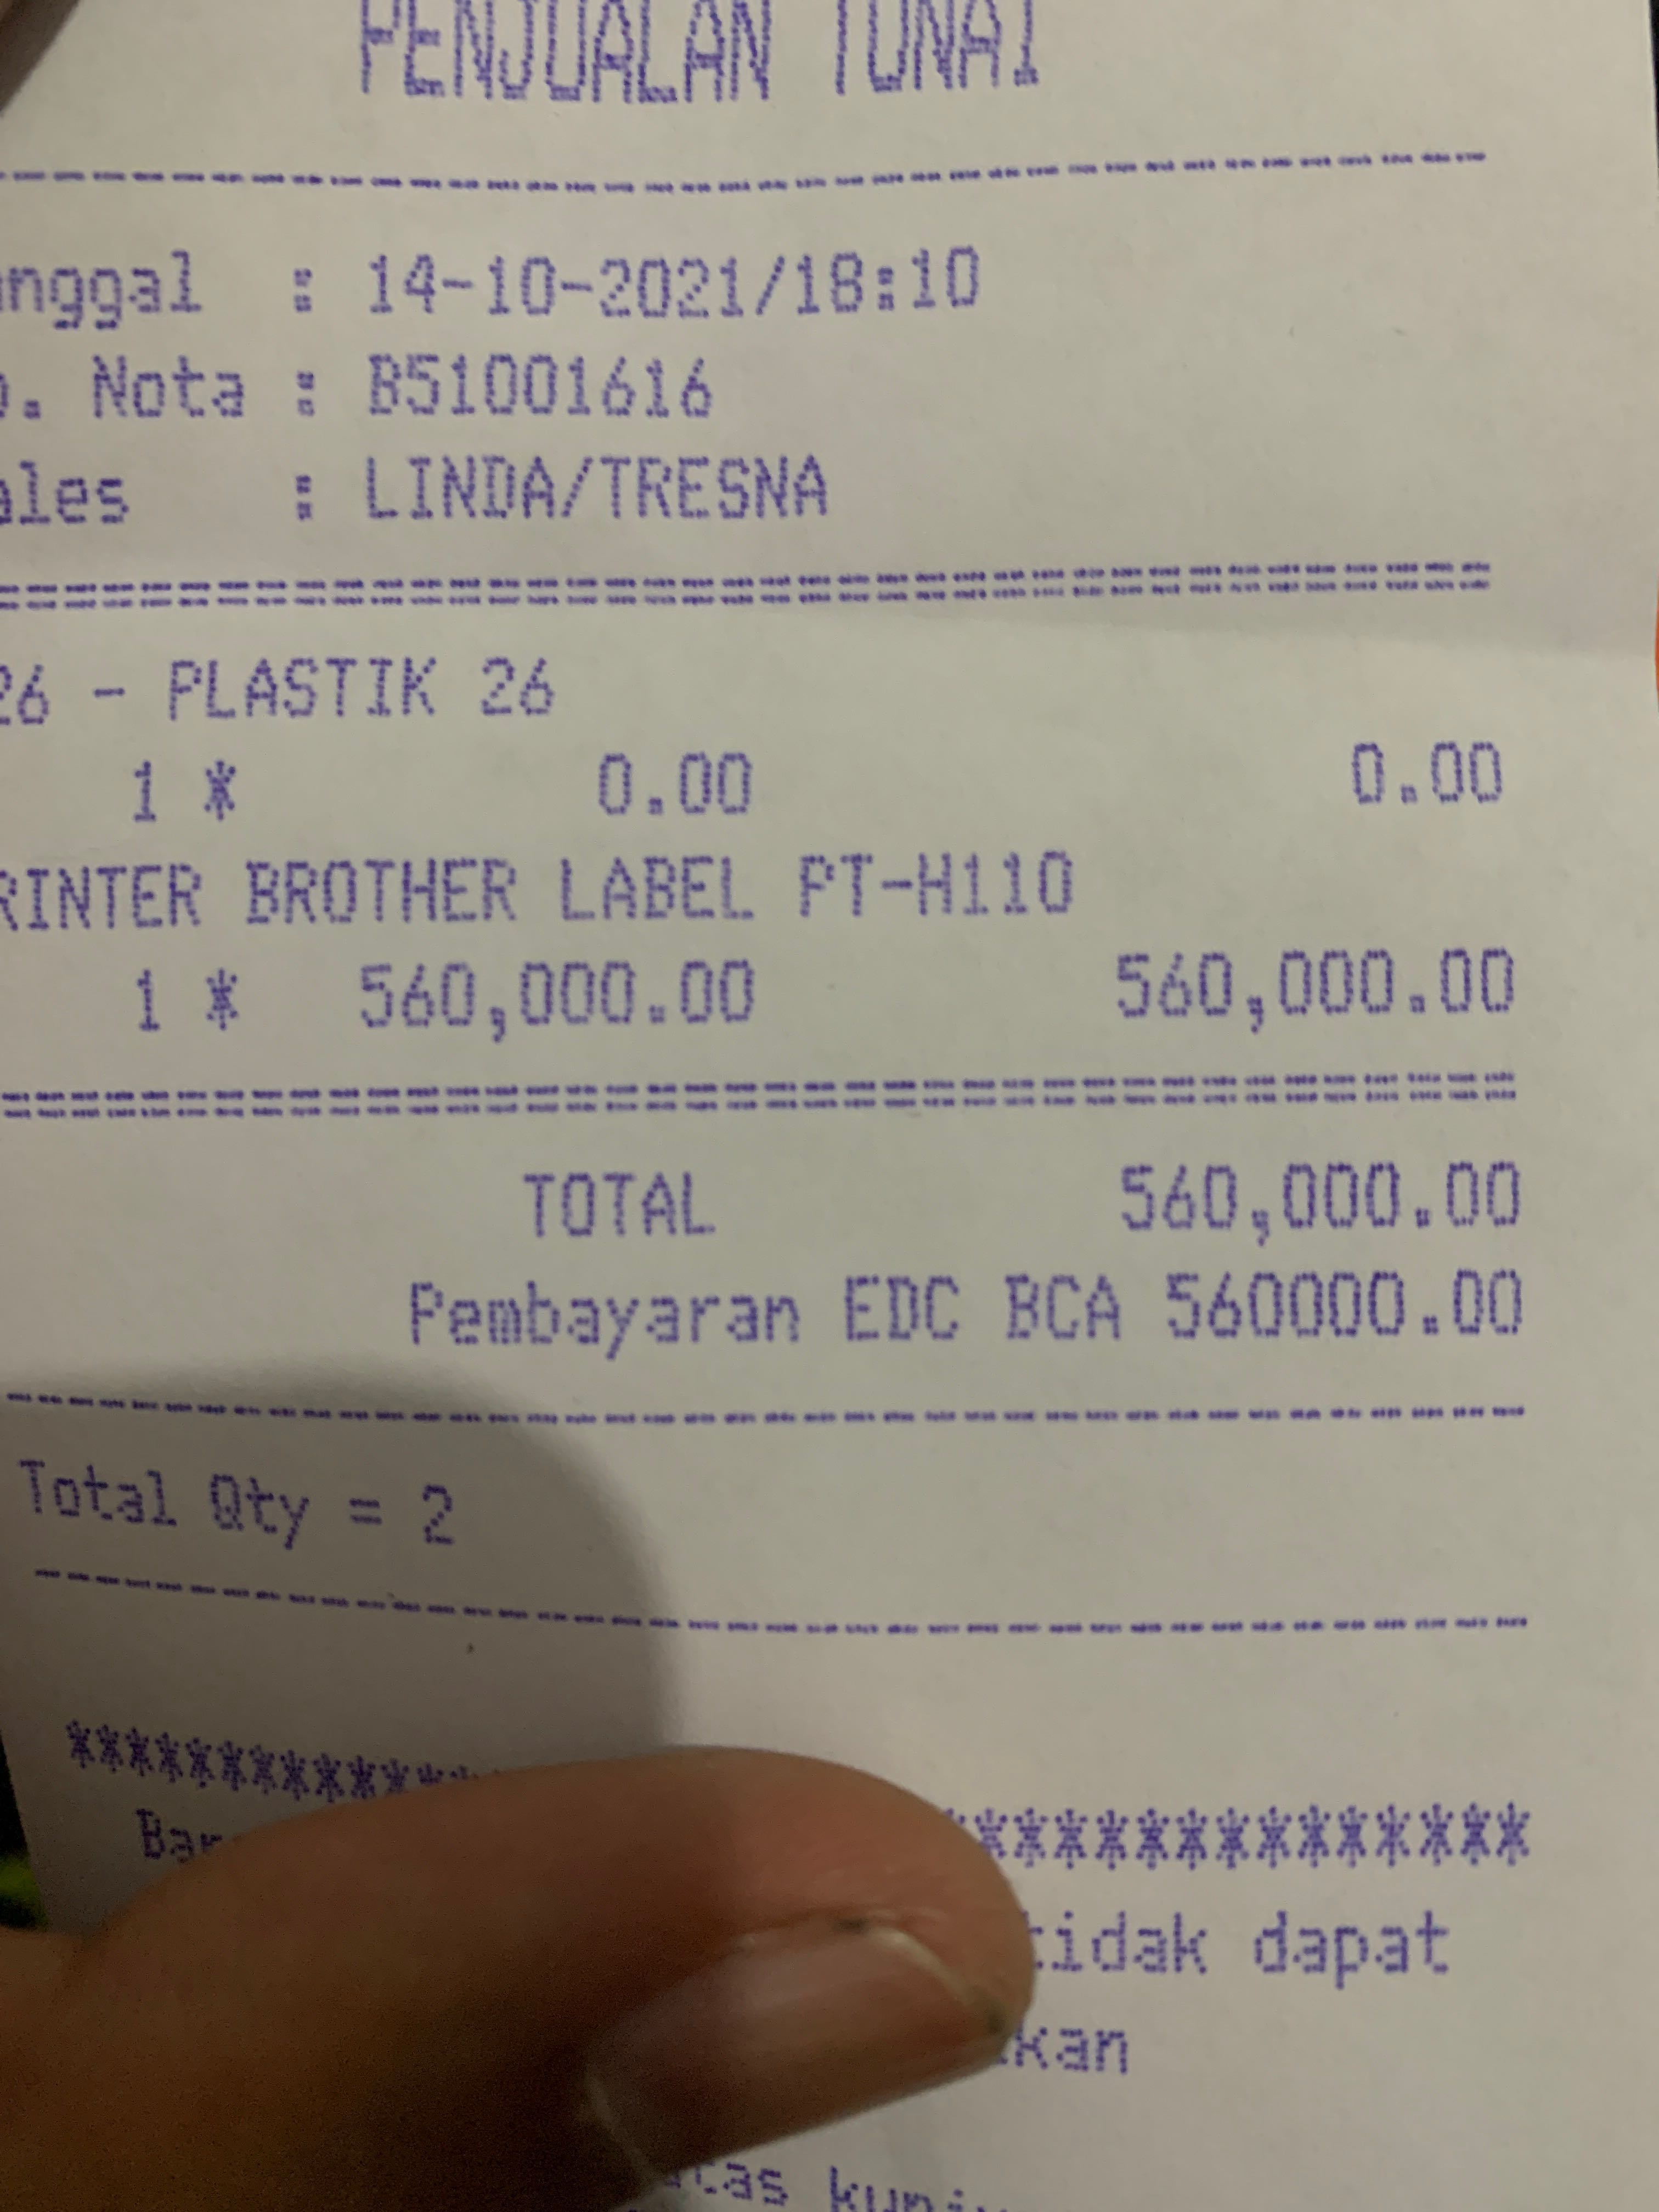 PENJUALAN TUNAI
nggal : 14-10-2021/18:10
. Nota : B51001616
ales : LINDA/TRESNA
26 - PLASTIK 26
1 * 0.00 0.00
RINTER BROTHER LABEL PT-H110
1 * 560,000.00 560,000.00
TOTAL 560,000.00
Pembayaran EDC BCA 560000.00
Total Qty = 2
tidak dapat
kan